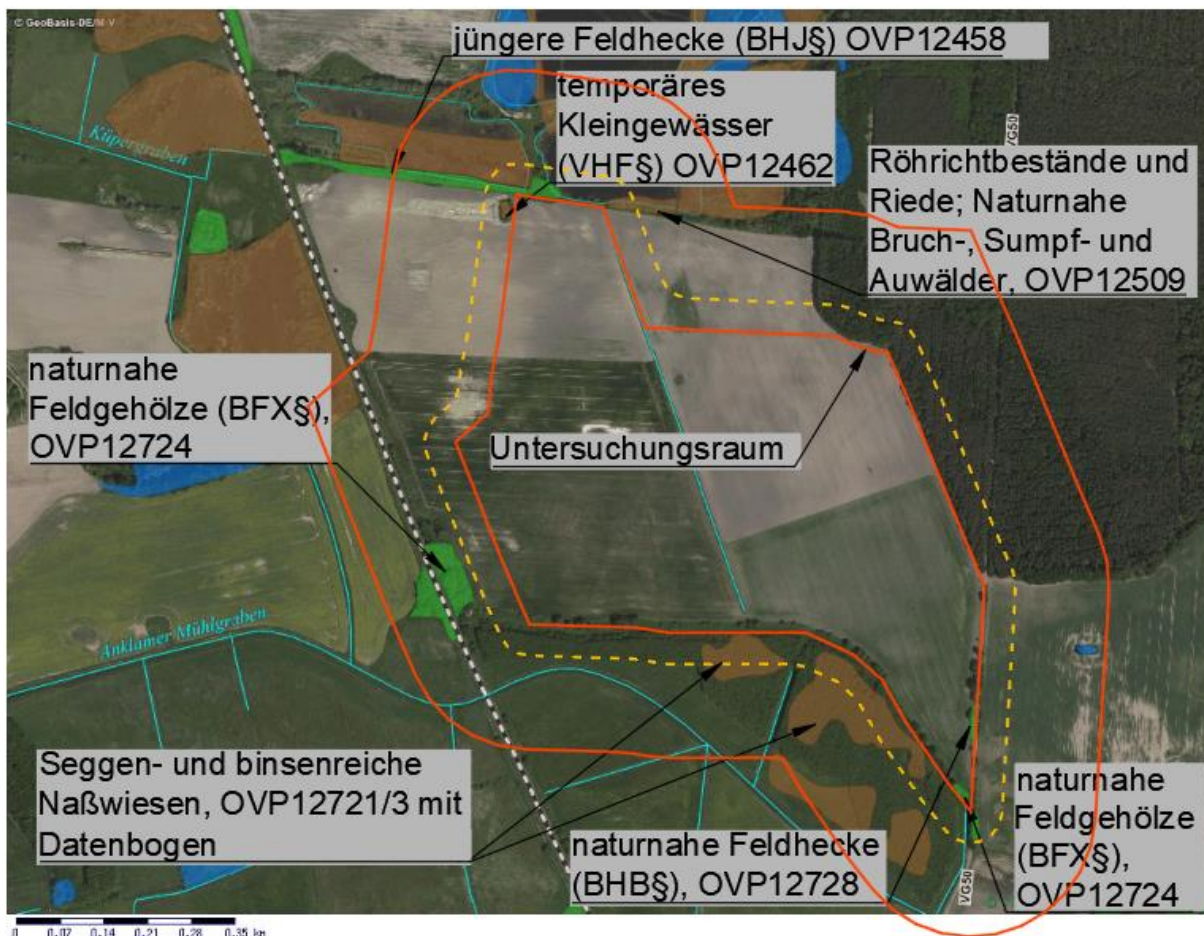 © GeoBasis-DE/M-V
jüngere Feldhecke (BHJ§) OVP12458
temporäres
Kleingewässer
(VHF§) OVP12462
Küpergraben
VG50
Röhrichtbestände und
Riede; Naturnahe
Bruch-, Sumpf- und
Auwälder, OVP12509
naturnahe
Feldgehölze (BFX§),
OVP12724
Untersuchungsraum
Anklamer Mühlgraben
Seggen- und binsenreiche
Naßwiesen, OVP12721/3 mit
Datenbogen
naturnahe Feldhecke
(BHB§), OVP12728
naturnahe
Feldgehölze
(BFX§),
OVP12724
VG50
0 0.07 0.14 0.21 0.28 0.35 km